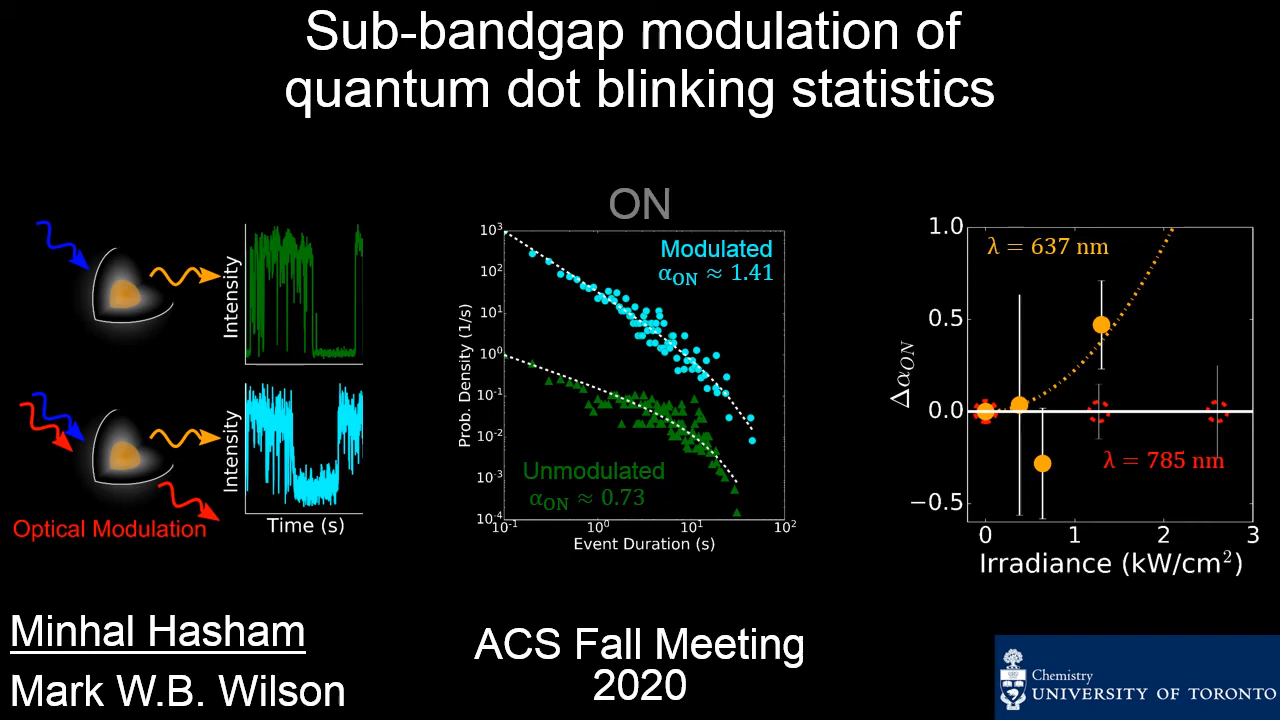 Sub-bandgap modulation of
quantum dot blinking statistics
Intensity
Intensity
Time (s)
Optical Modulation
ON
Modulated
α_ON ≈ 1.41
Unmodulated
α_ON ≈ 0.73
Prob. Density (1/s)
10³
10²
10¹
10⁰
10⁻¹
10⁻²
10⁻³
10⁻⁴
10⁻¹ 10⁰ 10¹ 10²
Event Duration (s)
λ = 637 nm
λ = 785 nm
Δα_ON
1.0
0.5
0.0
−0.5
0 1 2 3
Irradiance (kW/cm²)
Minhal Hasham
Mark W.B. Wilson
ACS Fall Meeting
2020
Chemistry
UNIVERSITY OF TORONTO